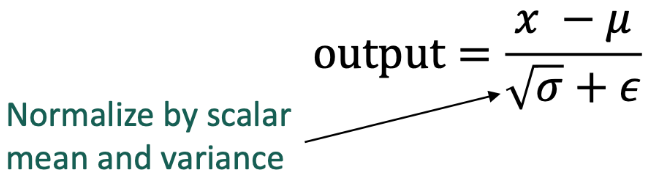 output = (x − μ) / (√σ + ϵ)
Normalize by scalar
mean and variance